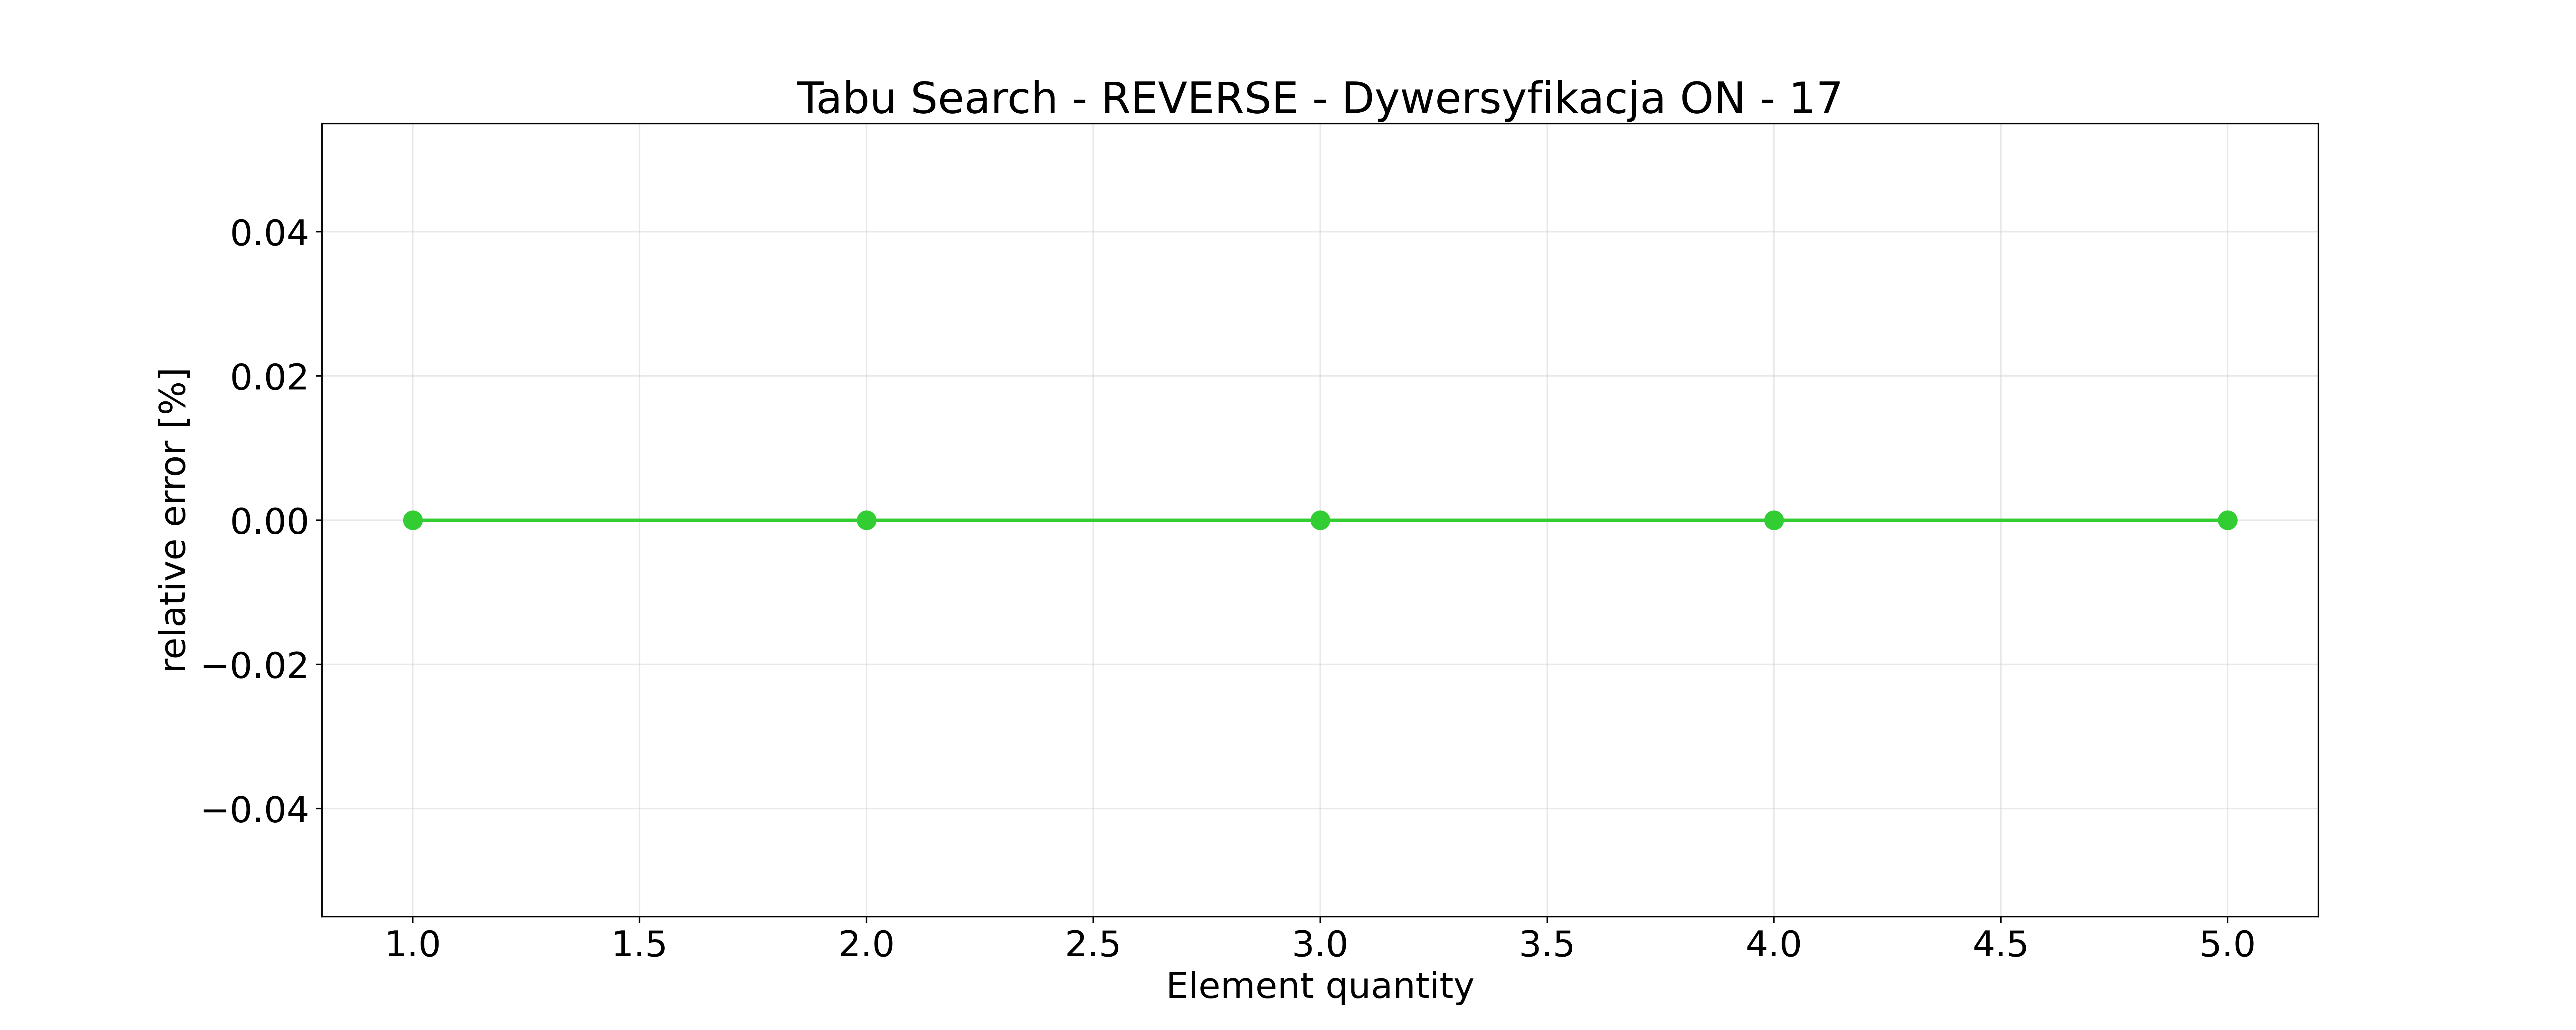 Tabu Search - REVERSE - Dywersyfikacja ON - 17
relative error [%]
0.04
0.02
0.00
−0.02
−0.04
1.0 1.5 2.0 2.5 3.0 3.5 4.0 4.5 5.0
Element quantity